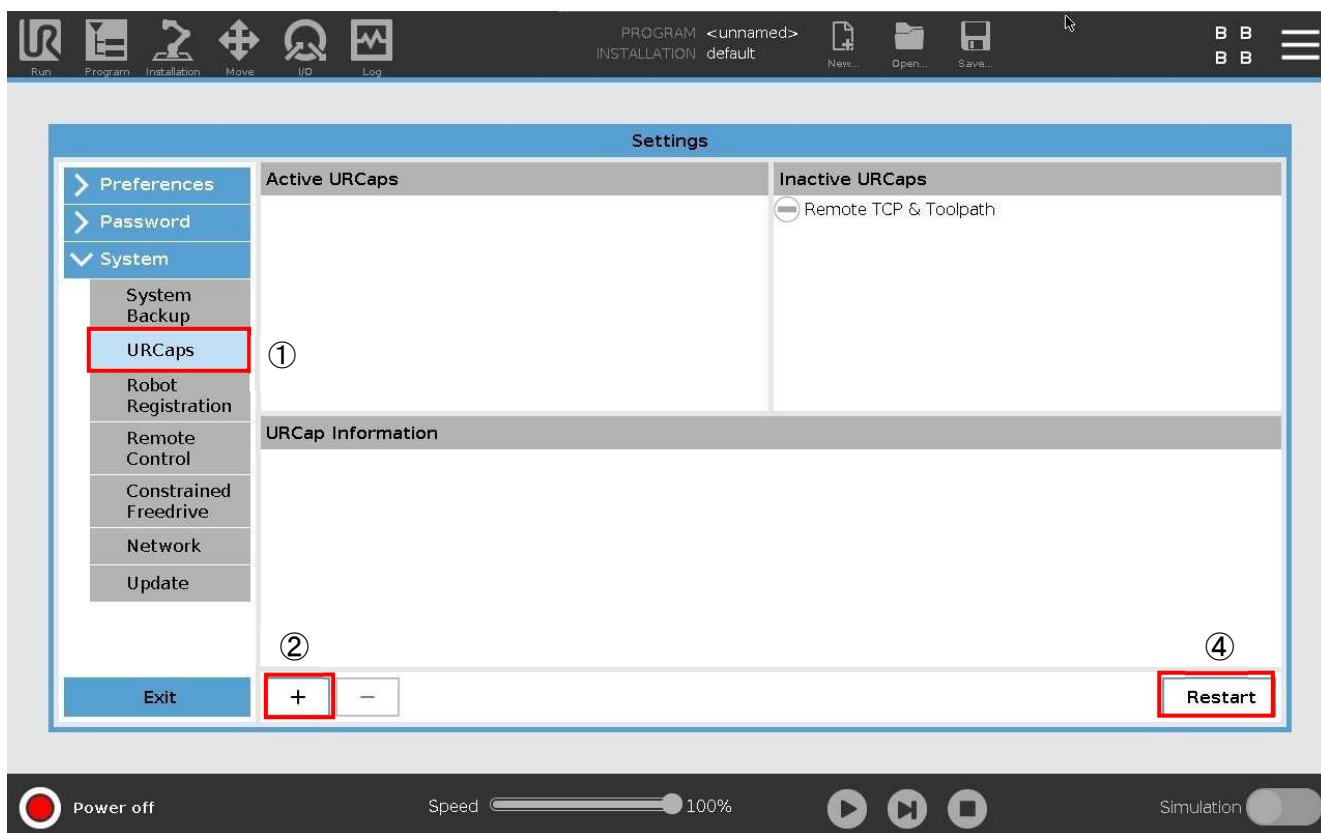 UR
PROGRAM <unnamed>
INSTALLATION default
B B
B B
Run
Program
Installation
Move
I/O
Log
New...
Open...
Save...
Settings
Preferences
Password
System
System
Backup
URCaps
Robot
Registration
Remote
Control
Constrained
Freedrive
Network
Update
Exit
①
Active URCaps
Inactive URCaps
Remote TCP & Toolpath
URCap Information
②
④
+
−
Restart
Power off
Speed
100%
Simulation